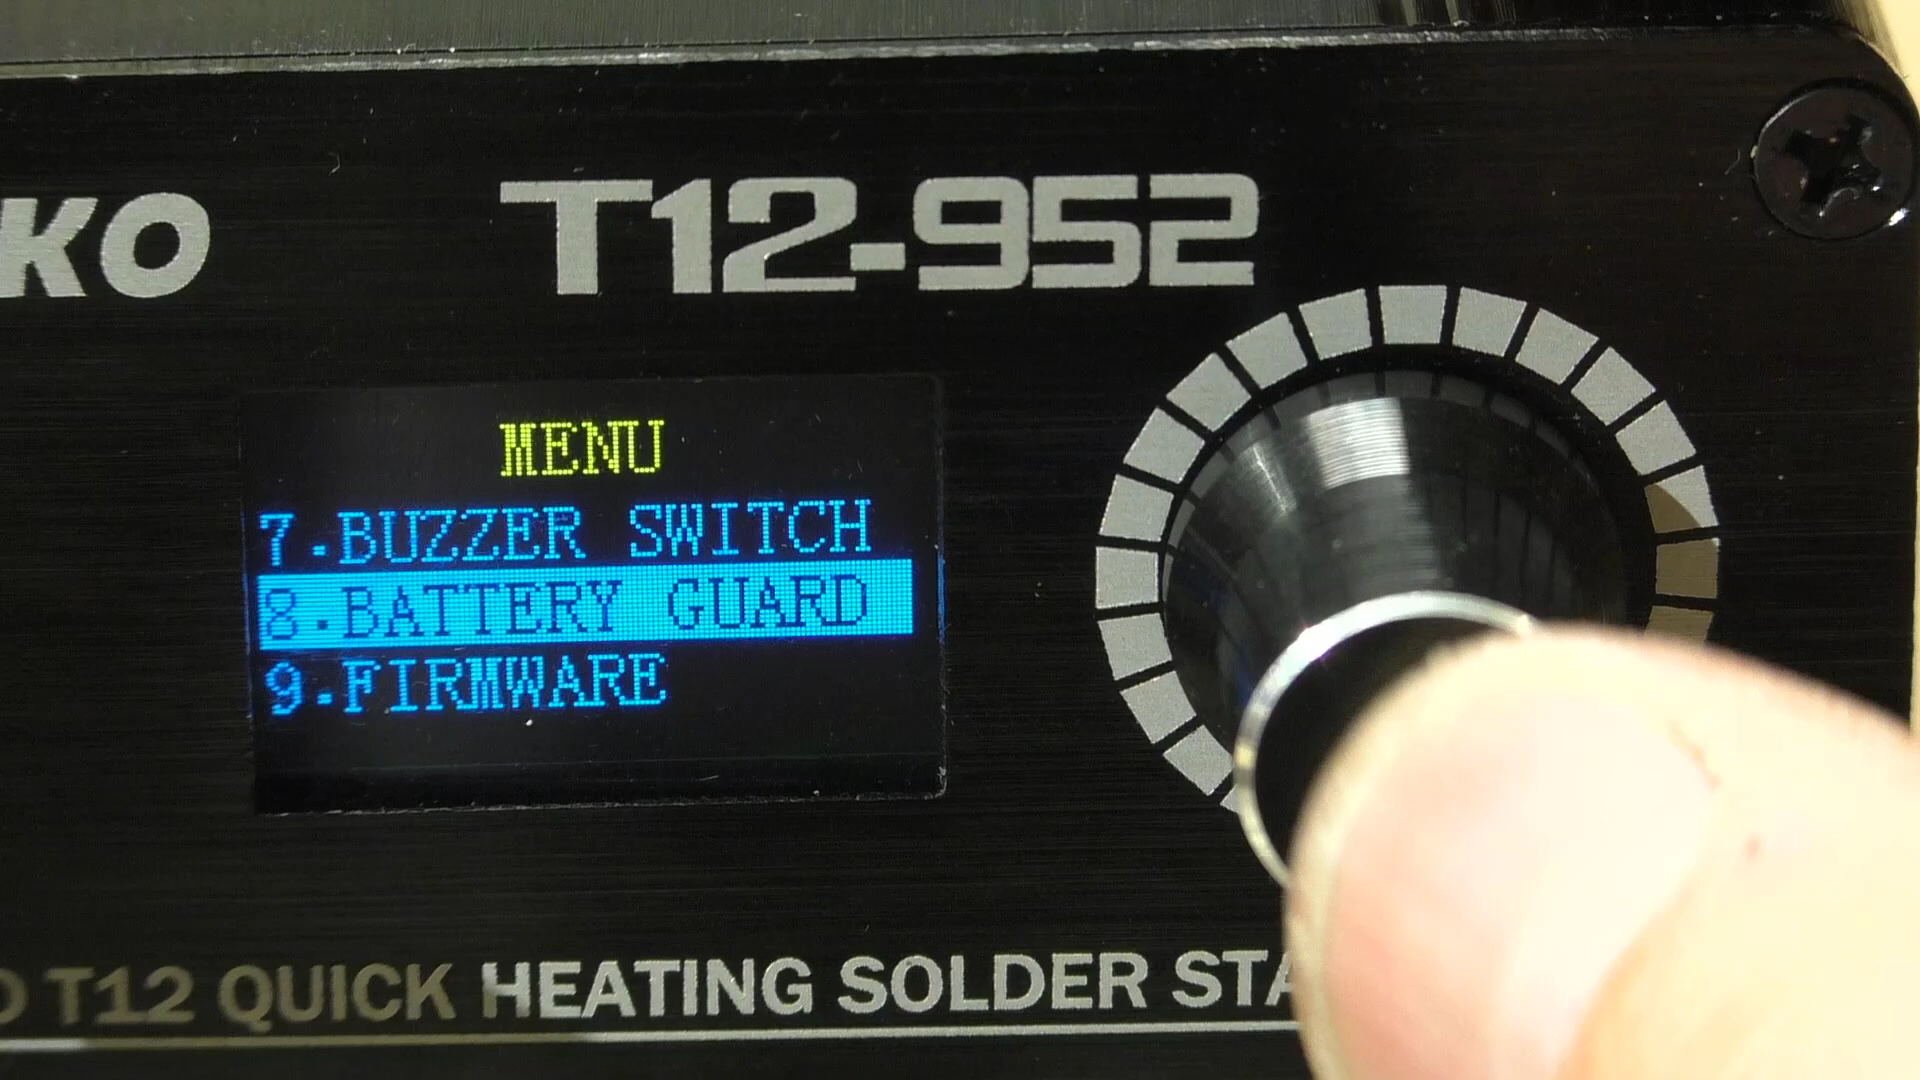 KO
T12-952
MENU
7.BUZZER SWITCH
8.BATTERY GUARD
9.FIRMWARE
T12 QUICK HEATING SOLDER STA